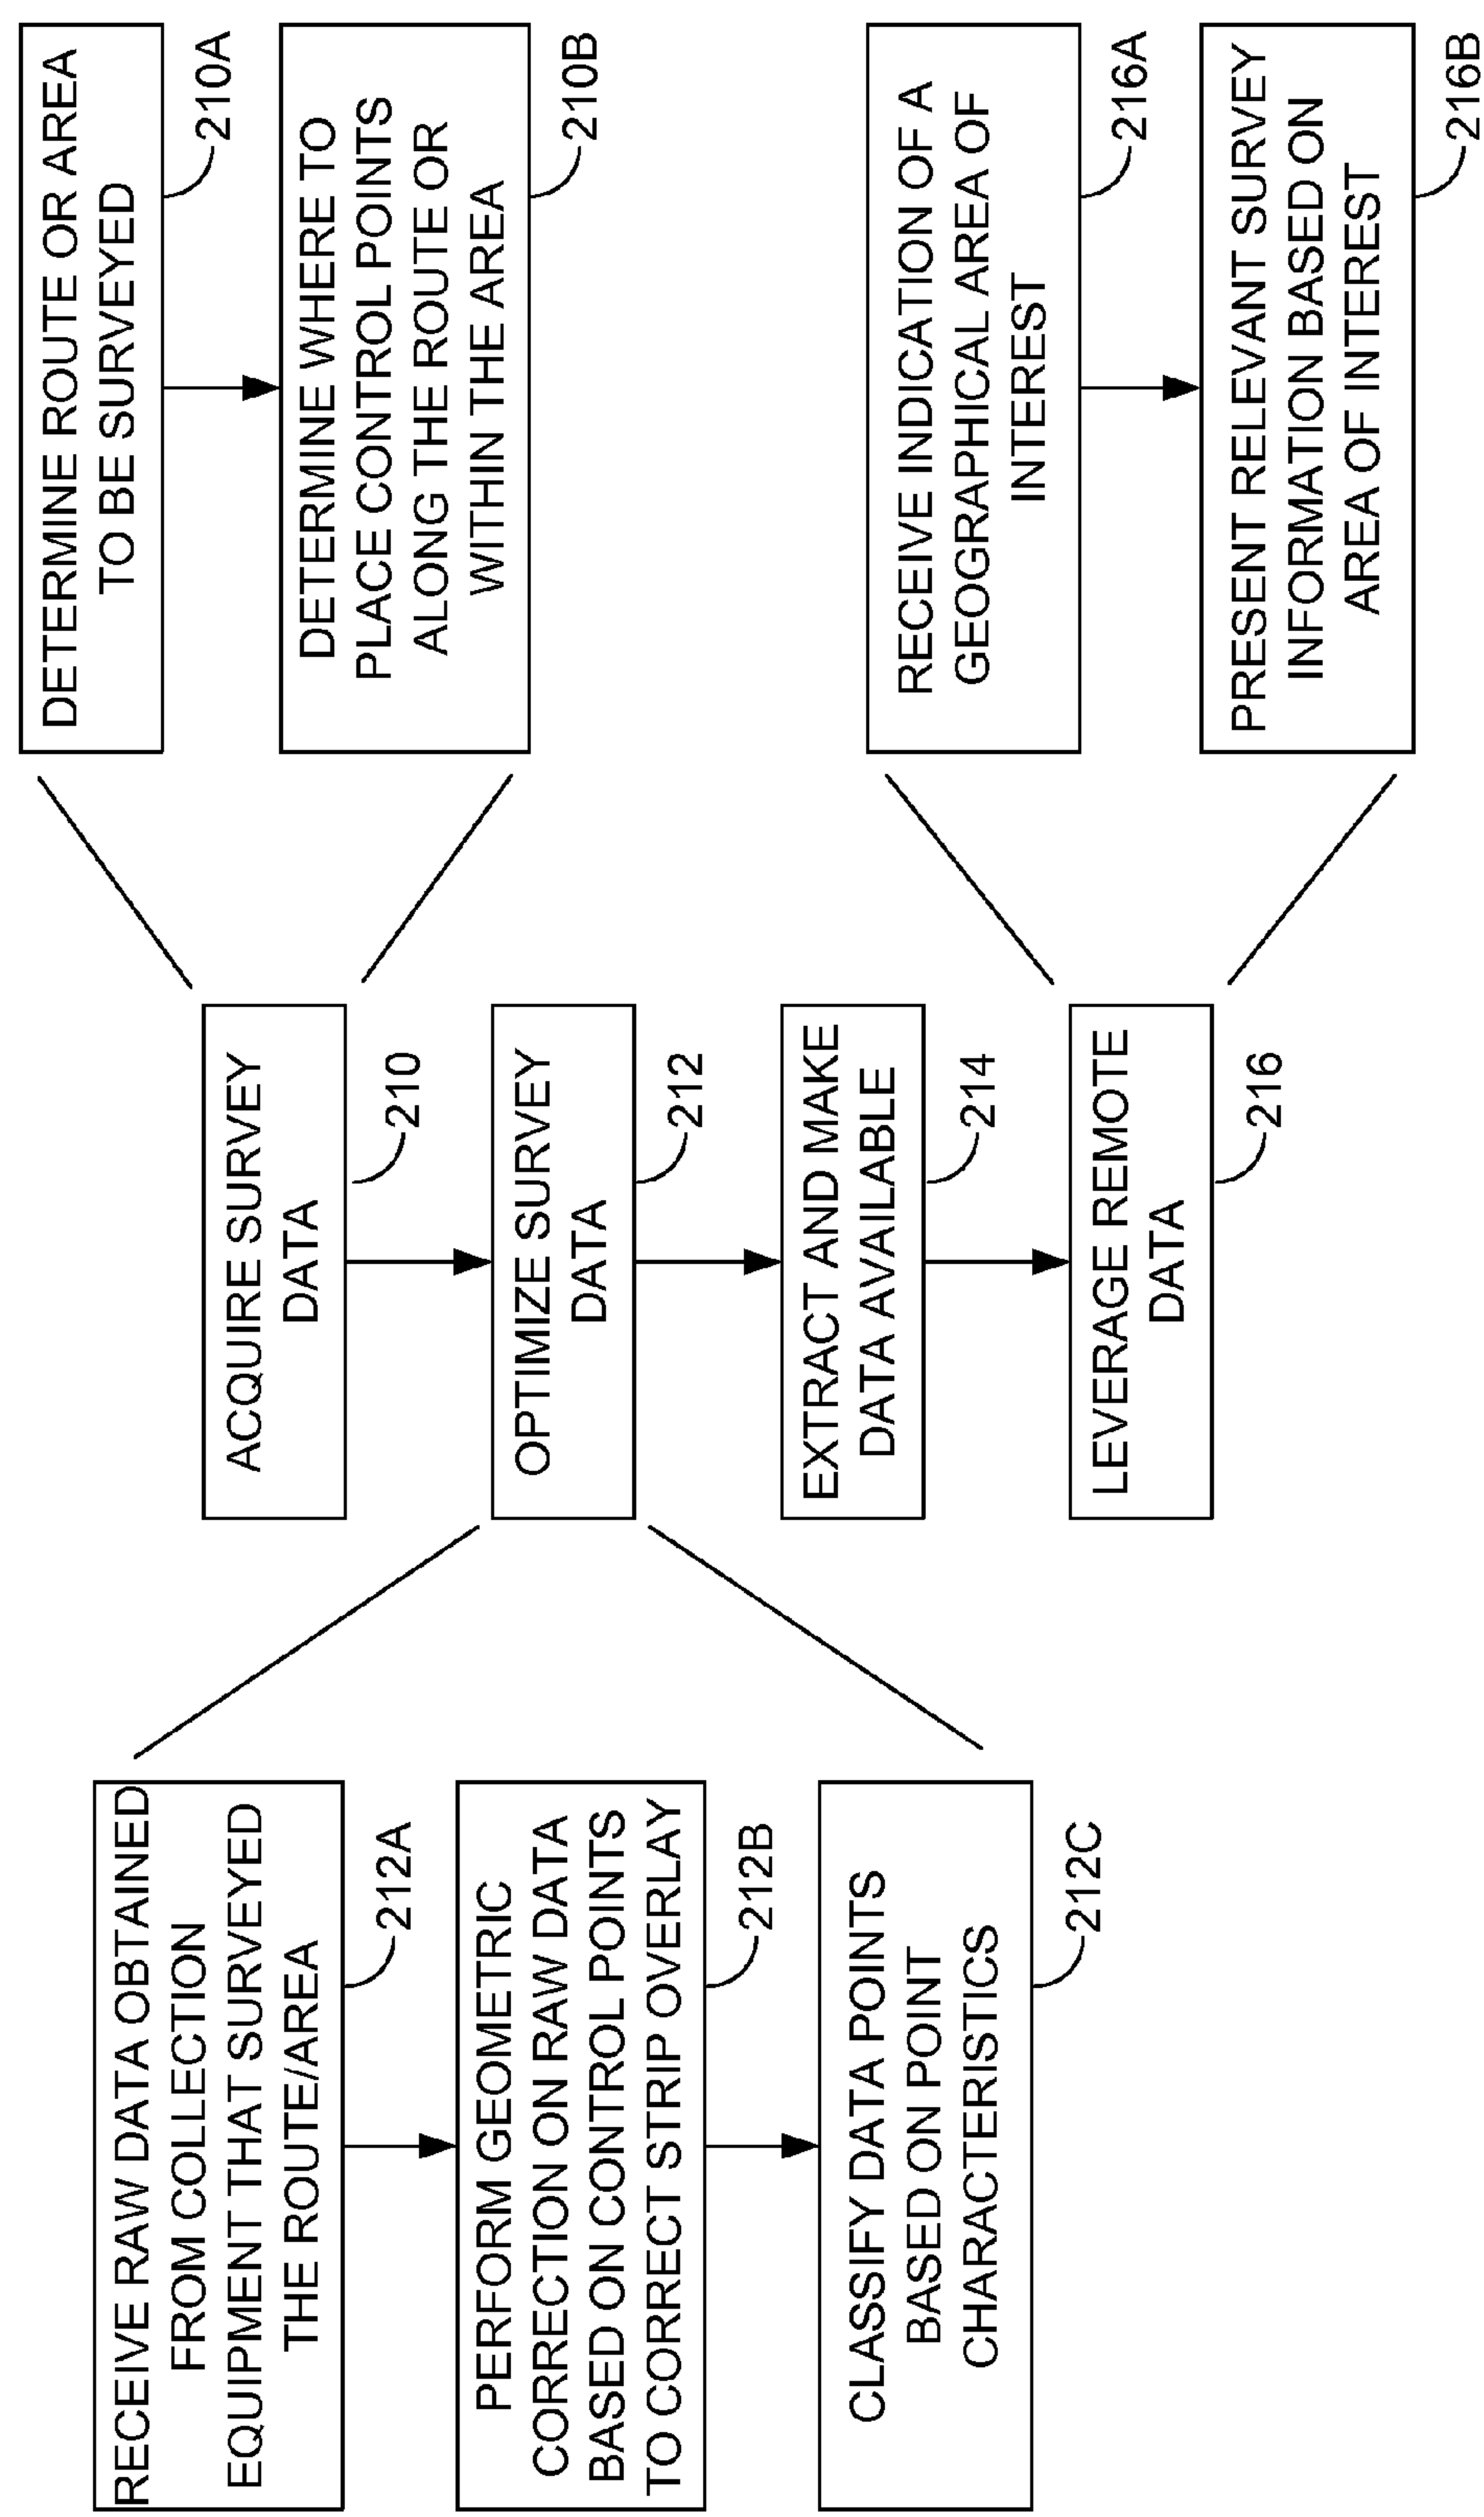 RECEIVE RAW DATA OBTAINED
FROM COLLECTION
EQUIPMENT THAT SURVEYED
THE ROUTE/AREA
212A
PERFORM GEOMETRIC
CORRECTION ON RAW DATA
BASED ON CONTROL POINTS
TO CORRECT STRIP OVERLAY
212B
CLASSIFY DATA POINTS
BASED ON POINT
CHARACTERISTICS
212C
ACQUIRE SURVEY
DATA
210
OPTIMIZE SURVEY
DATA
212
EXTRACT AND MAKE
DATA AVAILABLE
214
LEVERAGE REMOTE
DATA
216
DETERMINE ROUTE OR AREA
TO BE SURVEYED
210A
DETERMINE WHERE TO
PLACE CONTROL POINTS
ALONG THE ROUTE OR
WITHIN THE AREA
210B
RECEIVE INDICATION OF A
GEOGRAPHICAL AREA OF
INTEREST
216A
PRESENT RELEVANT SURVEY
INFORMATION BASED ON
AREA OF INTEREST
216B